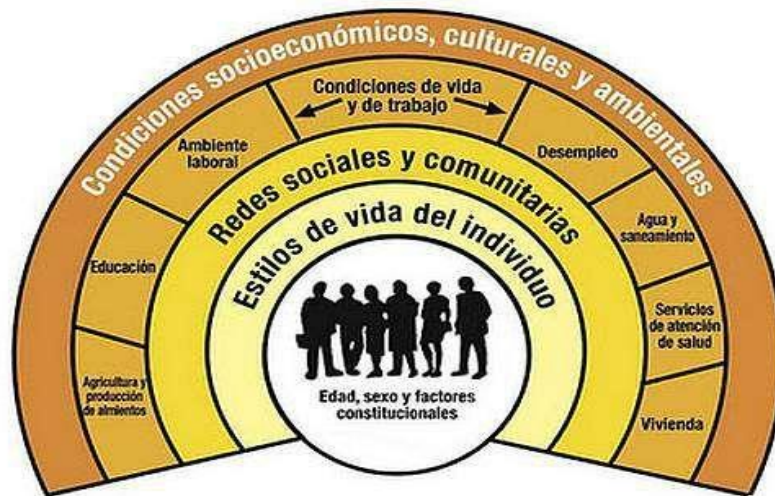 Condiciones socioeconómicos, culturales y ambientales
Condiciones de vida
y de trabajo
Ambiente
laboral
Desempleo
Redes sociales y comunitarias
Agua y
saneamiento
Educación
Estilos de vida del individuo
Servicios
de atención
de salud
Agricultura y
producción
de almientos
Edad, sexo y factores
constitucionales
Vivienda